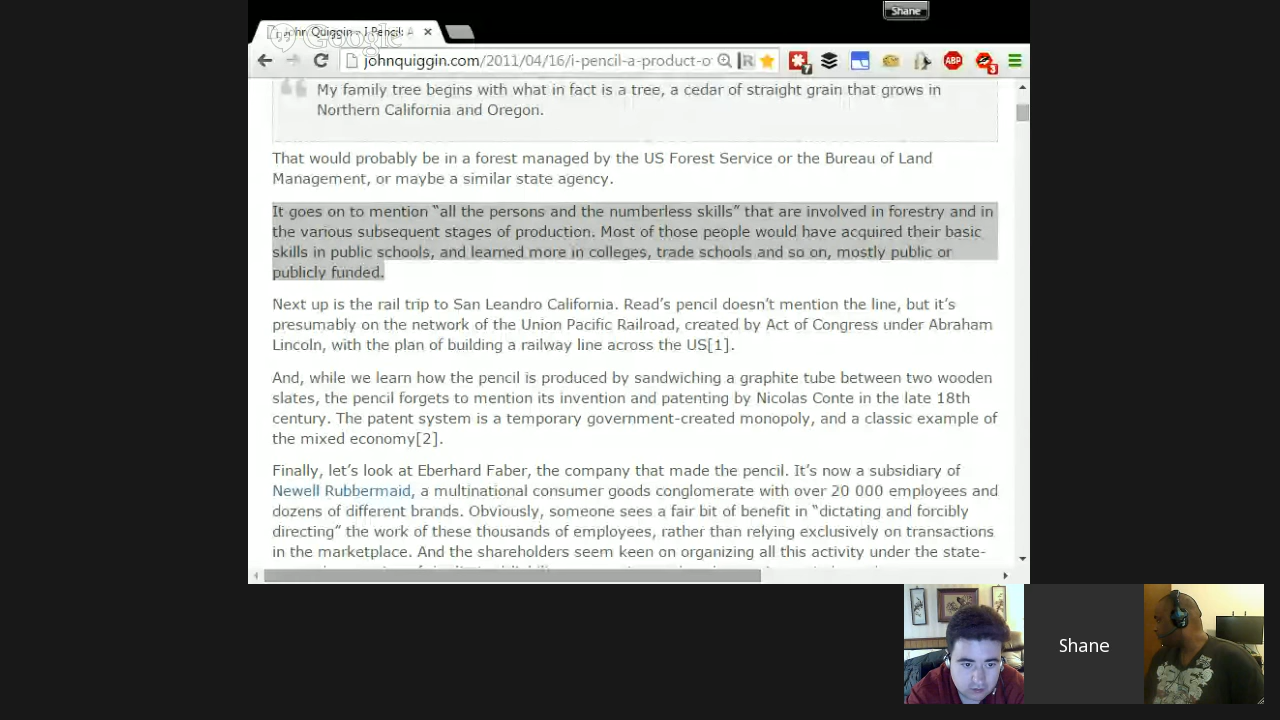 Shane
John Quiggin - I Pencil: A
Google
johnquiggin.com/2011/04/16/i-pencil-a-product-o
7
ABP
3
My family tree begins with what in fact is a tree, a cedar of straight grain that grows in
Northern California and Oregon.
That would probably be in a forest managed by the US Forest Service or the Bureau of Land
Management, or maybe a similar state agency.
It goes on to mention “all the persons and the numberless skills” that are involved in forestry and in
the various subsequent stages of production. Most of those people would have acquired their basic
skills in public schools, and learned more in colleges, trade schools and so on, mostly public or
publicly funded.
Next up is the rail trip to San Leandro California. Read’s pencil doesn’t mention the line, but it’s
presumably on the network of the Union Pacific Railroad, created by Act of Congress under Abraham
Lincoln, with the plan of building a railway line across the US[1].
And, while we learn how the pencil is produced by sandwiching a graphite tube between two wooden
slates, the pencil forgets to mention its invention and patenting by Nicolas Conte in the late 18th
century. The patent system is a temporary government-created monopoly, and a classic example of
the mixed economy[2].
Finally, let’s look at Eberhard Faber, the company that made the pencil. It’s now a subsidiary of
Newell Rubbermaid, a multinational consumer goods conglomerate with over 20 000 employees and
dozens of different brands. Obviously, someone sees a fair bit of benefit in “dictating and forcibly
directing” the work of these thousands of employees, rather than relying exclusively on transactions
in the marketplace. And the shareholders seem keen on organizing all this activity under the state-
Shane